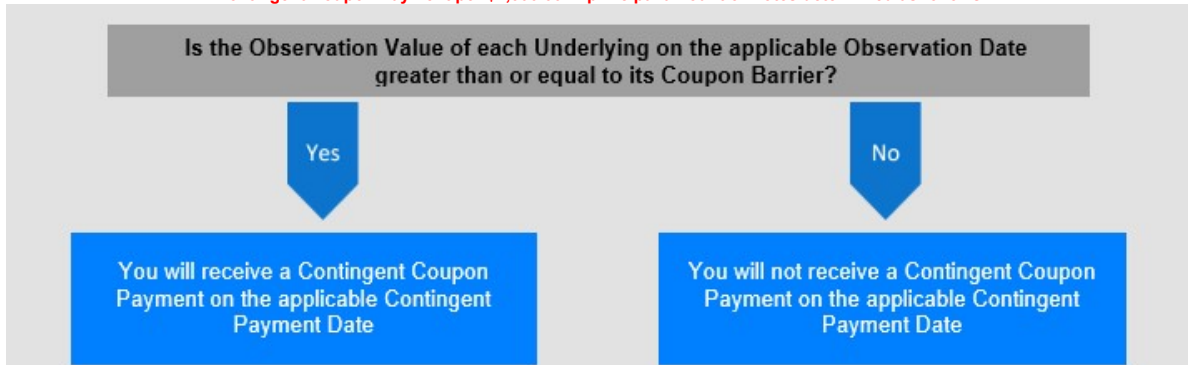 Is the Observation Value of each Underlying on the applicable Observation Date
greater than or equal to its Coupon Barrier?
Yes
No
You will receive a Contingent Coupon
Payment on the applicable Contingent
Payment Date
You will not receive a Contingent Coupon
Payment on the applicable Contingent
Payment Date